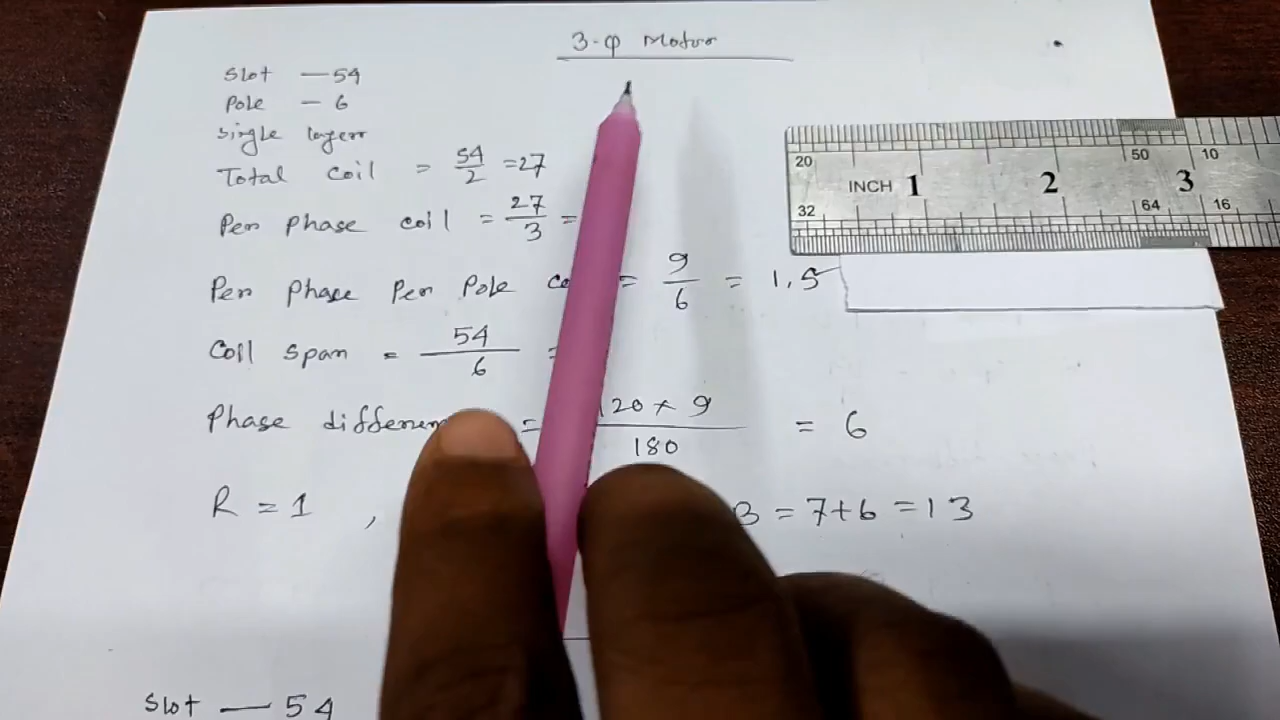 3-φ Motor
Slot — 54
Pole — 6
Single layer
Total coil = 54/2 = 27
Per phase coil = 27/3 =
Per phase Per Pole = 9/6 = 1.5
Coil span = 54/6 =
Phase = 120 × 9/180 = 6
R = 1 , B = 7+6 = 13
Slot — 54
20 50 10
INCH 1 2 3
32 64 16